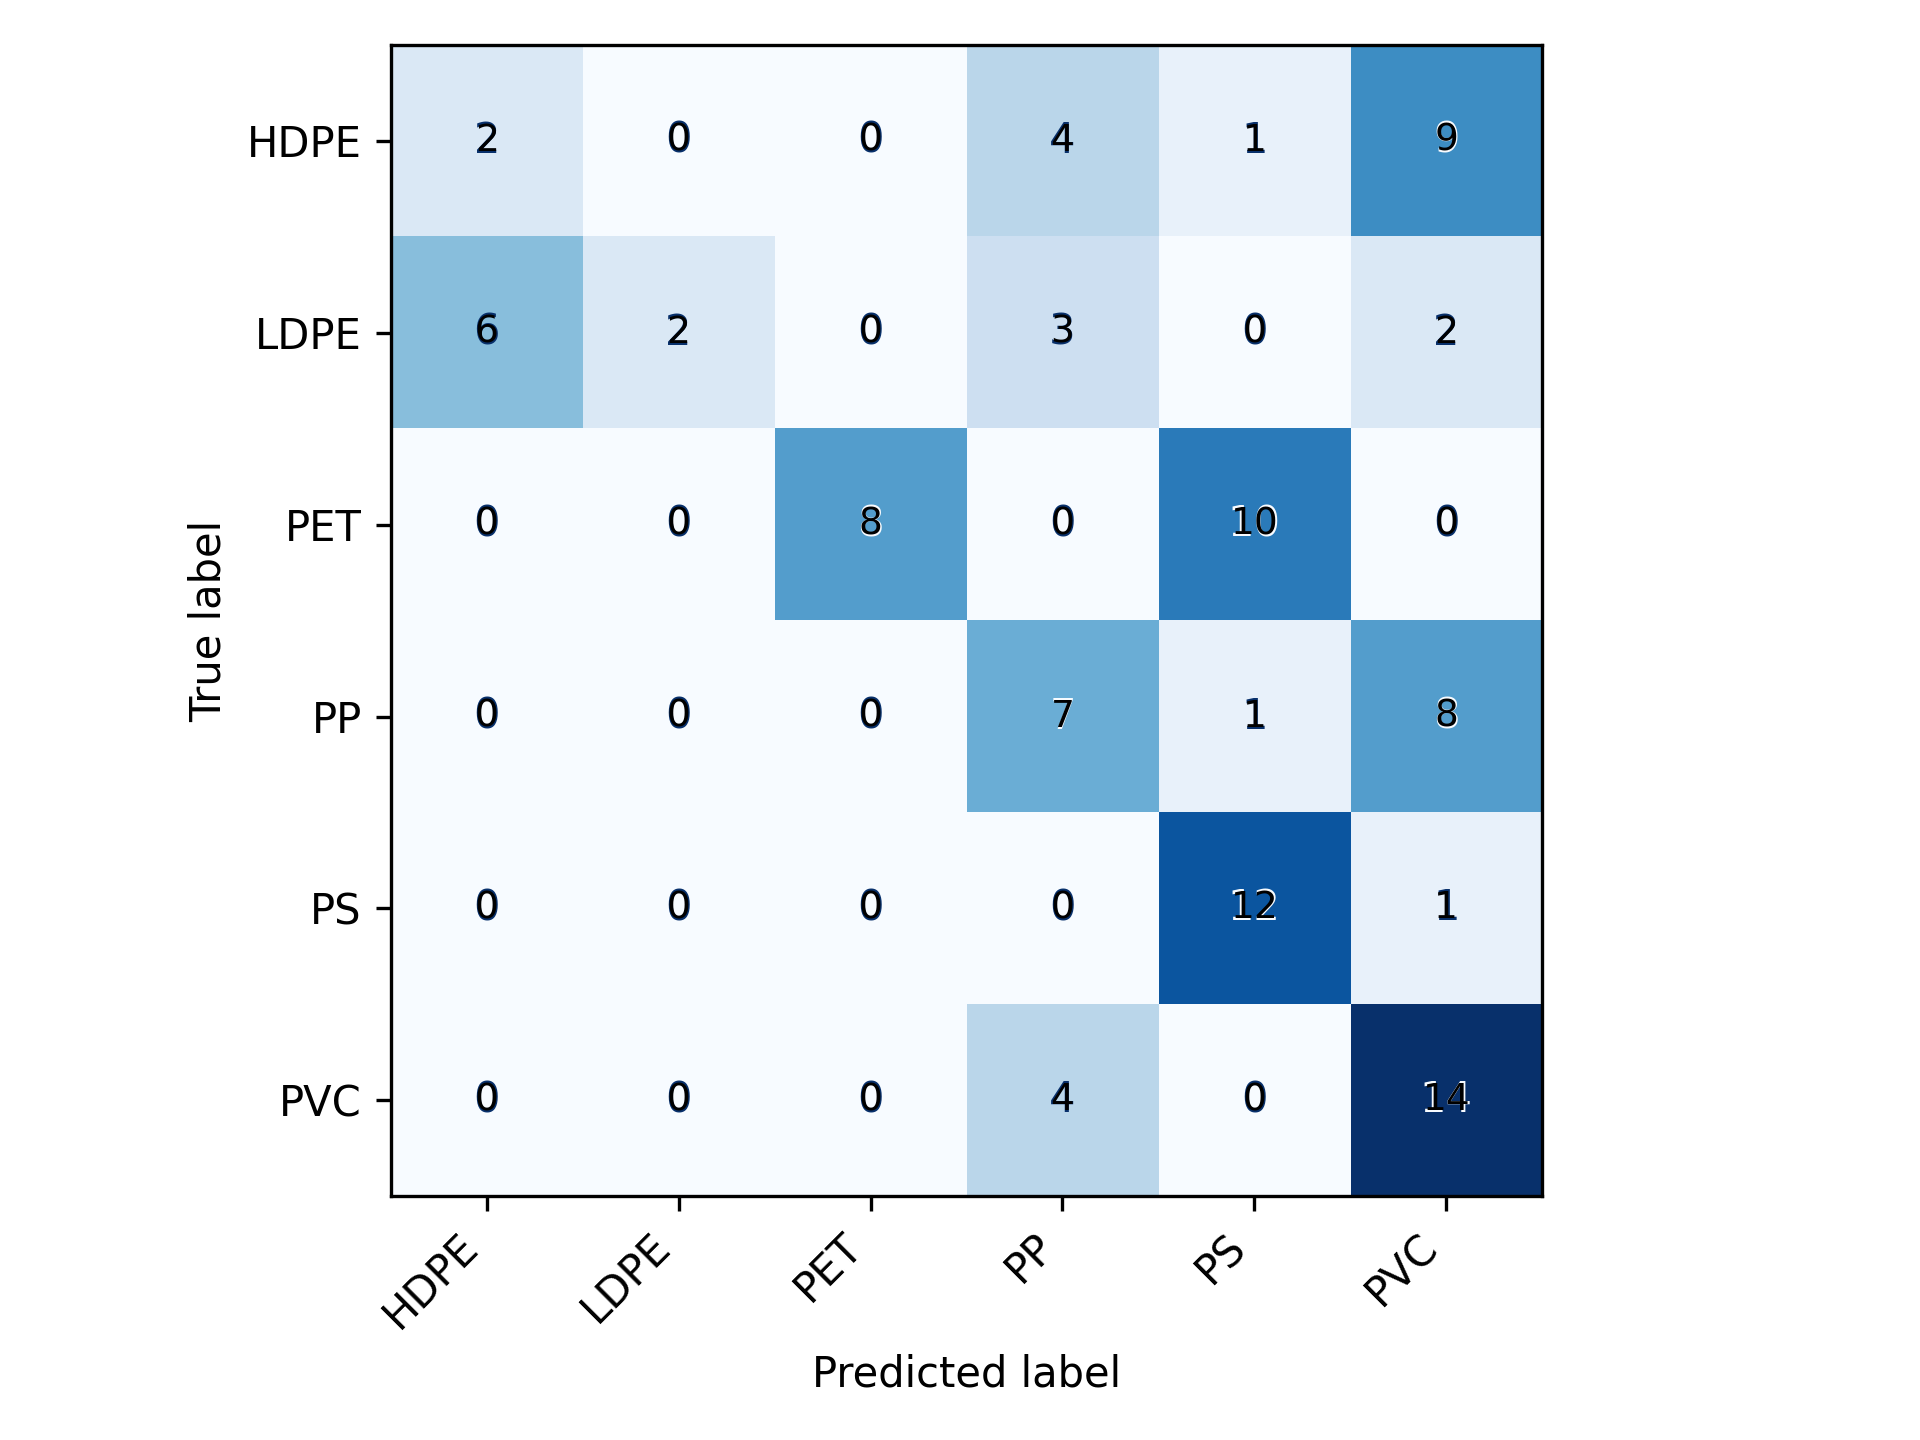 HDPE 2 0 0 4 1 9
LDPE 6 2 0 3 0 2
PET 0 0 8 0 10 0
PP 0 0 0 7 1 8
PS 0 0 0 0 12 1
PVC 0 0 0 4 0 14
True label
HDPE LDPE PET PP PS PVC
Predicted label